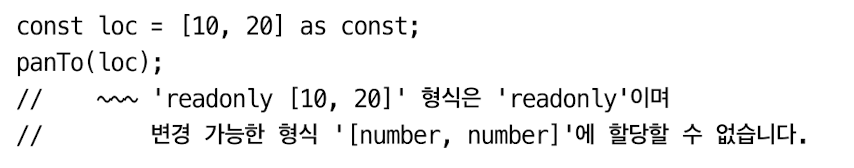 const loc = [10, 20] as const;
panTo(loc);
//    ~~~ 'readonly [10, 20]' 형식은 'readonly'이며
//        변경 가능한 형식 '[number, number]'에 할당할 수 없습니다.